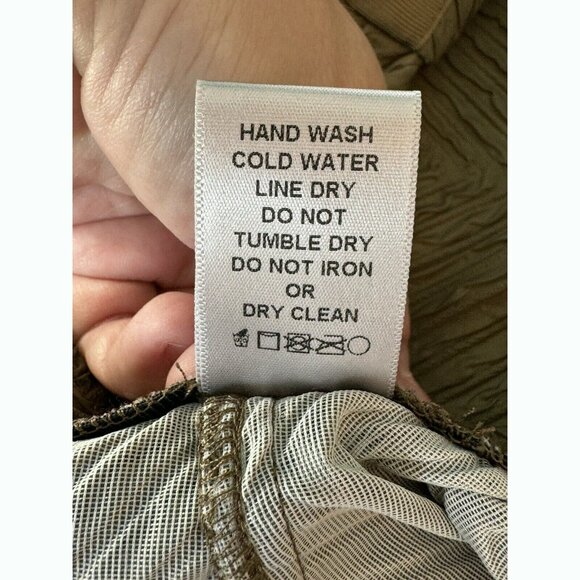 HAND WASH
COLD WATER
LINE DRY
DO NOT
TUMBLE DRY
DO NOT IRON
OR
DRY CLEAN